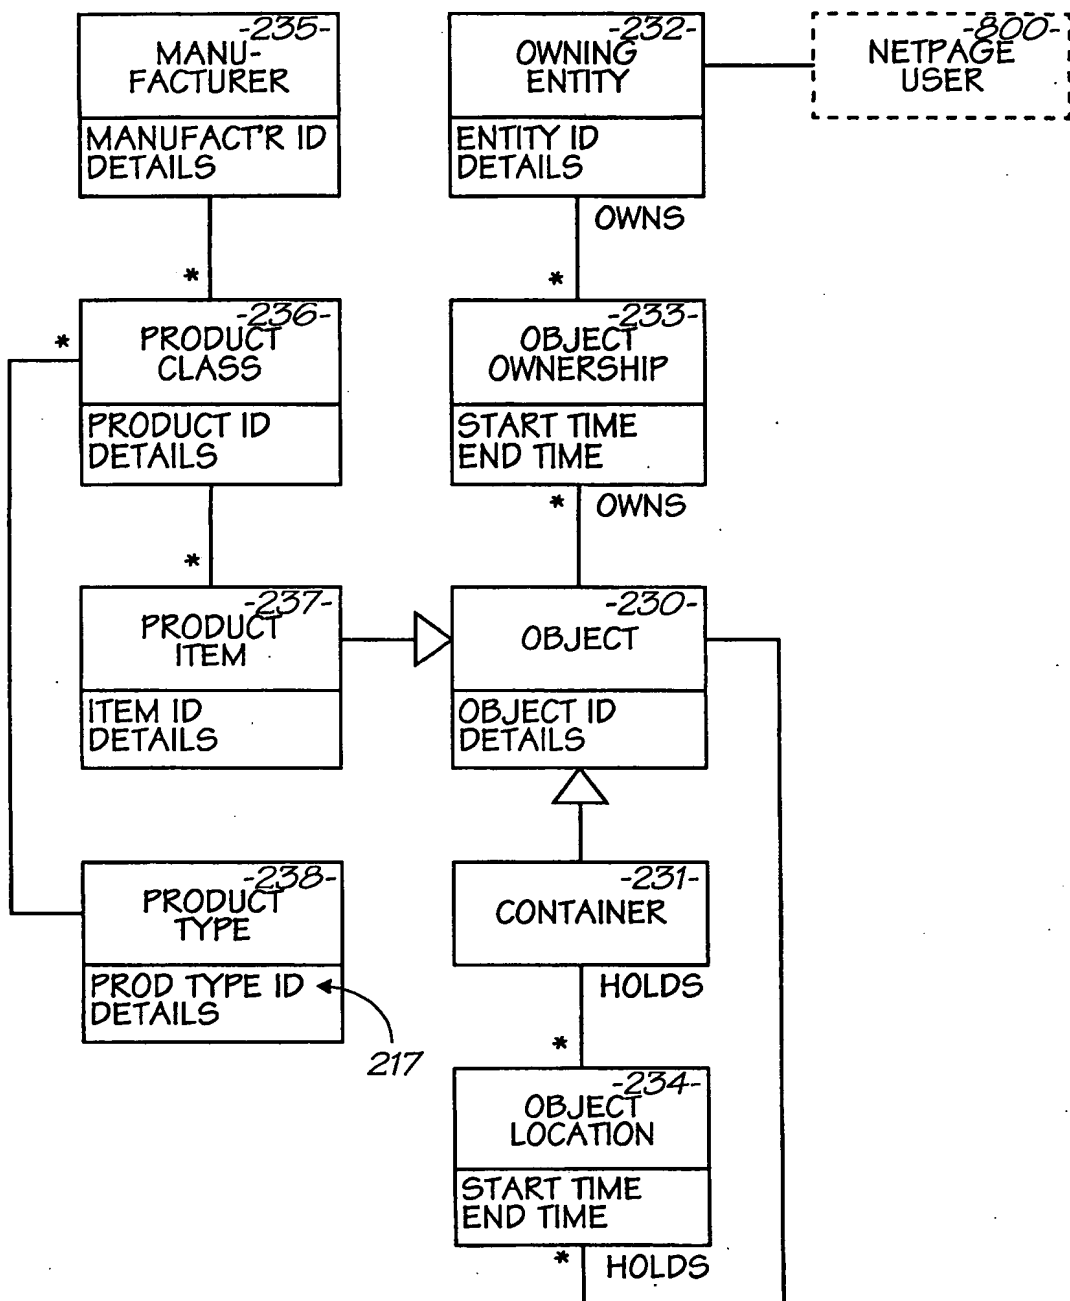 -235-
MANU-
FACTURER
MANUFACT'R ID
DETAILS
-232-
OWNING
ENTITY
ENTITY ID
DETAILS
-800-
NETPAGE
USER
OWNS
*
*
*
-236-
PRODUCT
CLASS
PRODUCT ID
DETAILS
-233-
OBJECT
OWNERSHIP
START TIME
END TIME
* OWNS
*
-237-
PRODUCT
ITEM
ITEM ID
DETAILS
-230-
OBJECT
OBJECT ID
DETAILS
-238-
PRODUCT
TYPE
PROD TYPE ID
DETAILS
217
-231-
CONTAINER
HOLDS
*
-234-
OBJECT
LOCATION
START TIME
END TIME
* HOLDS